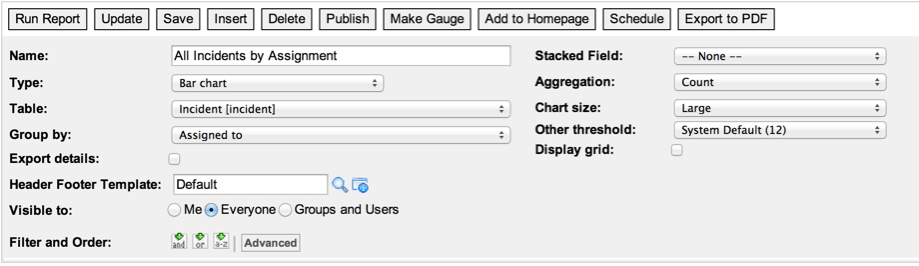 Run Report Update Save Insert Delete Publish Make Gauge Add to Homepage Schedule Export to PDF
Name: All Incidents by Assignment
Stacked Field: -- None --
Type: Bar chart
Aggregation: Count
Table: Incident [incident]
Chart size: Large
Group by: Assigned to
Other threshold: System Default (12)
Export details:
Display grid:
Header Footer Template: Default
Visible to: Me Everyone Groups and Users
Filter and Order: and or a-z Advanced